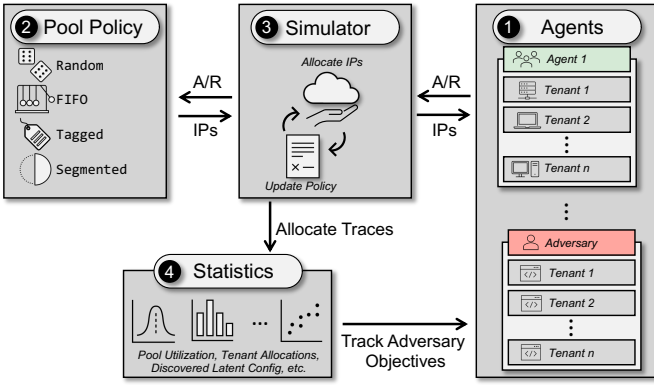 2 Pool Policy
Random
FIFO
Tagged
Segmented
A/R
IPs
3 Simulator
Allocate IPs
Update Policy
A/R
IPs
1 Agents
Agent 1
Tenant 1
Tenant 2
⋮
Tenant n
⋮
Adversary
Tenant 1
Tenant 2
⋮
Tenant n
Allocate Traces
4 Statistics
...
Pool Utilization, Tenant Allocations,
Discovered Latent Config, etc.
Track Adversary
Objectives